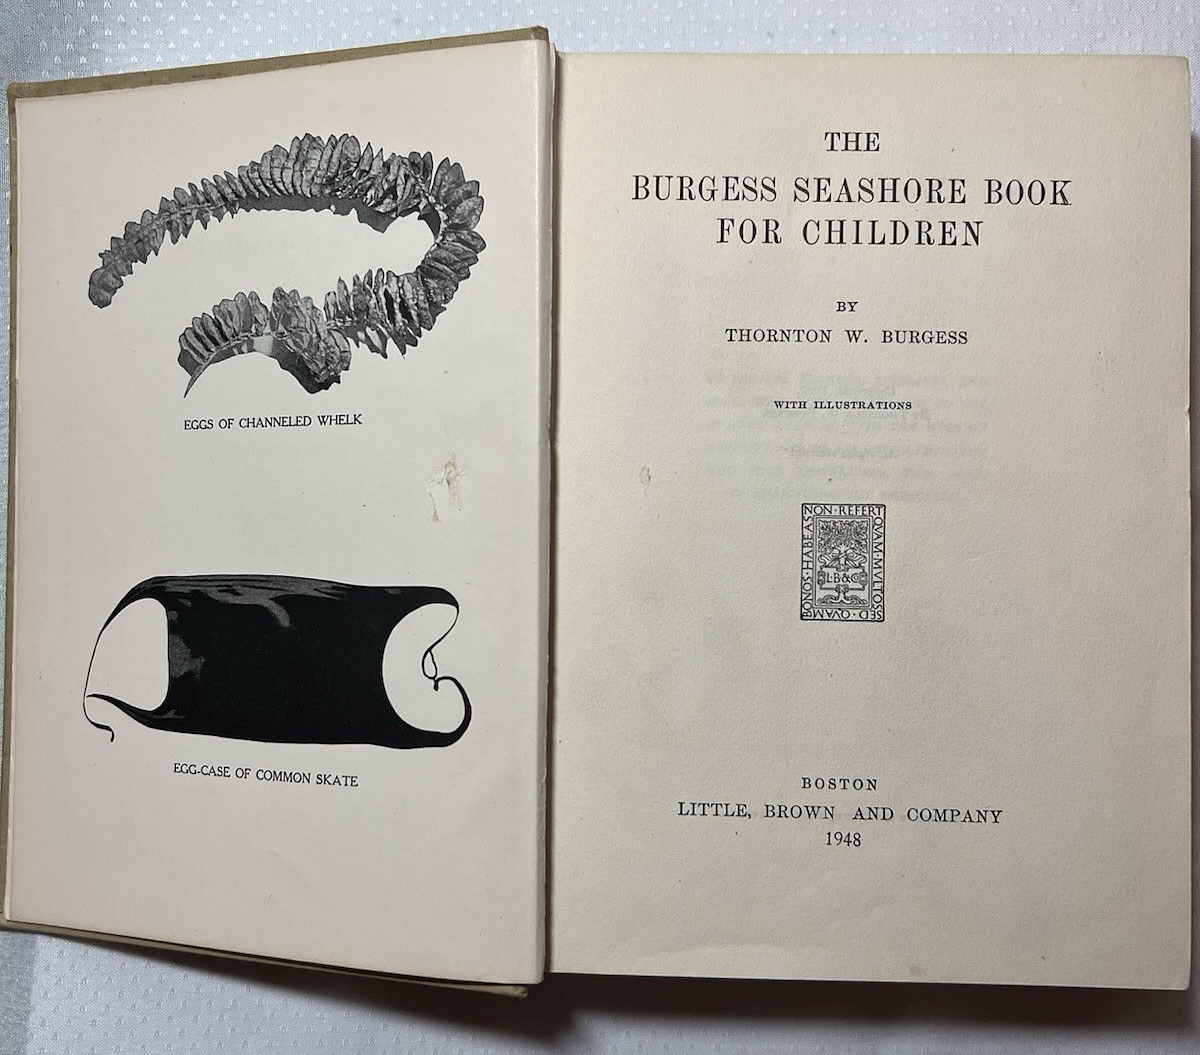 EGGS OF CHANNELED WHELK
EGG-CASE OF COMMON SKATE
THE
BURGESS SEASHORE BOOK
FOR CHILDREN
BY
THORNTON W. BURGESS
WITH ILLUSTRATIONS
NON·REFERT
QVAM·MVLTOS
SED·QVAM
BONOS·HABEAS
L·B&C°
BOSTON
LITTLE, BROWN AND COMPANY
1948